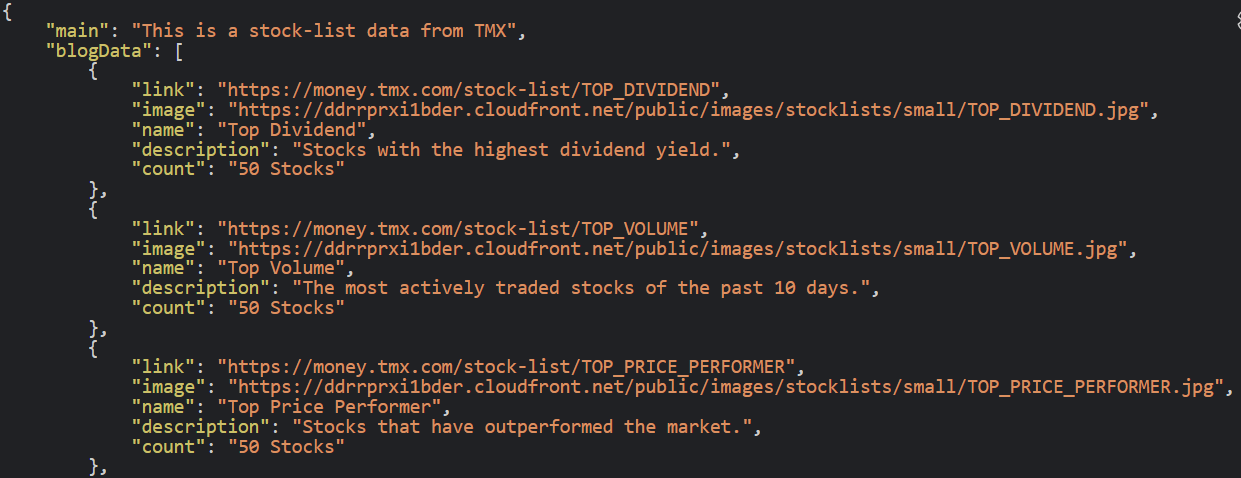 {
"main": "This is a stock-list data from TMX",
"blogData": [
{
"link": "https://money.tmx.com/stock-list/TOP_DIVIDEND",
"image": "https://ddrrprxi1bder.cloudfront.net/public/images/stocklists/small/TOP_DIVIDEND.jpg",
"name": "Top Dividend",
"description": "Stocks with the highest dividend yield.",
"count": "50 Stocks"
},
{
"link": "https://money.tmx.com/stock-list/TOP_VOLUME",
"image": "https://ddrrprxi1bder.cloudfront.net/public/images/stocklists/small/TOP_VOLUME.jpg",
"name": "Top Volume",
"description": "The most actively traded stocks of the past 10 days.",
"count": "50 Stocks"
},
{
"link": "https://money.tmx.com/stock-list/TOP_PRICE_PERFORMER",
"image": "https://ddrrprxi1bder.cloudfront.net/public/images/stocklists/small/TOP_PRICE_PERFORMER.jpg",
"name": "Top Price Performer",
"description": "Stocks that have outperformed the market.",
"count": "50 Stocks"
},